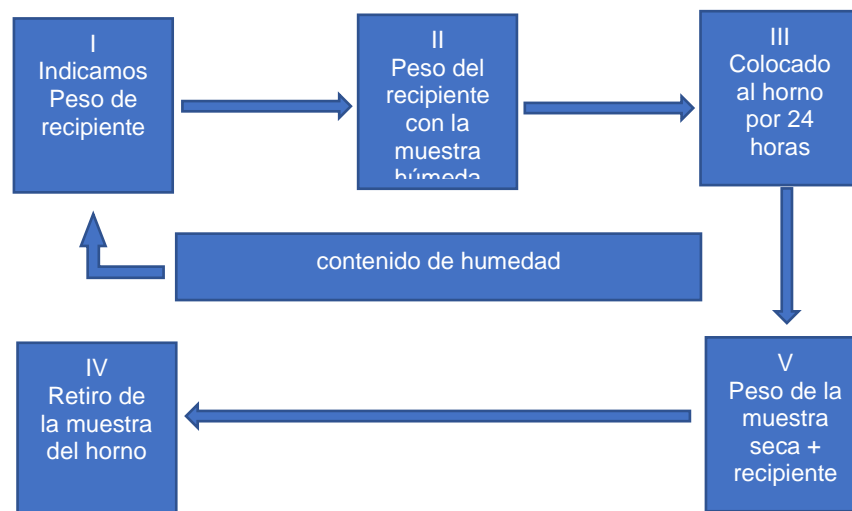 I
Indicamos
Peso de
recipiente
II
Peso del
recipiente
con la
muestra
húmeda
III
Colocado
al horno
por 24
horas
contenido de humedad
IV
Retiro de
la muestra
del horno
V
Peso de la
muestra
seca +
recipiente